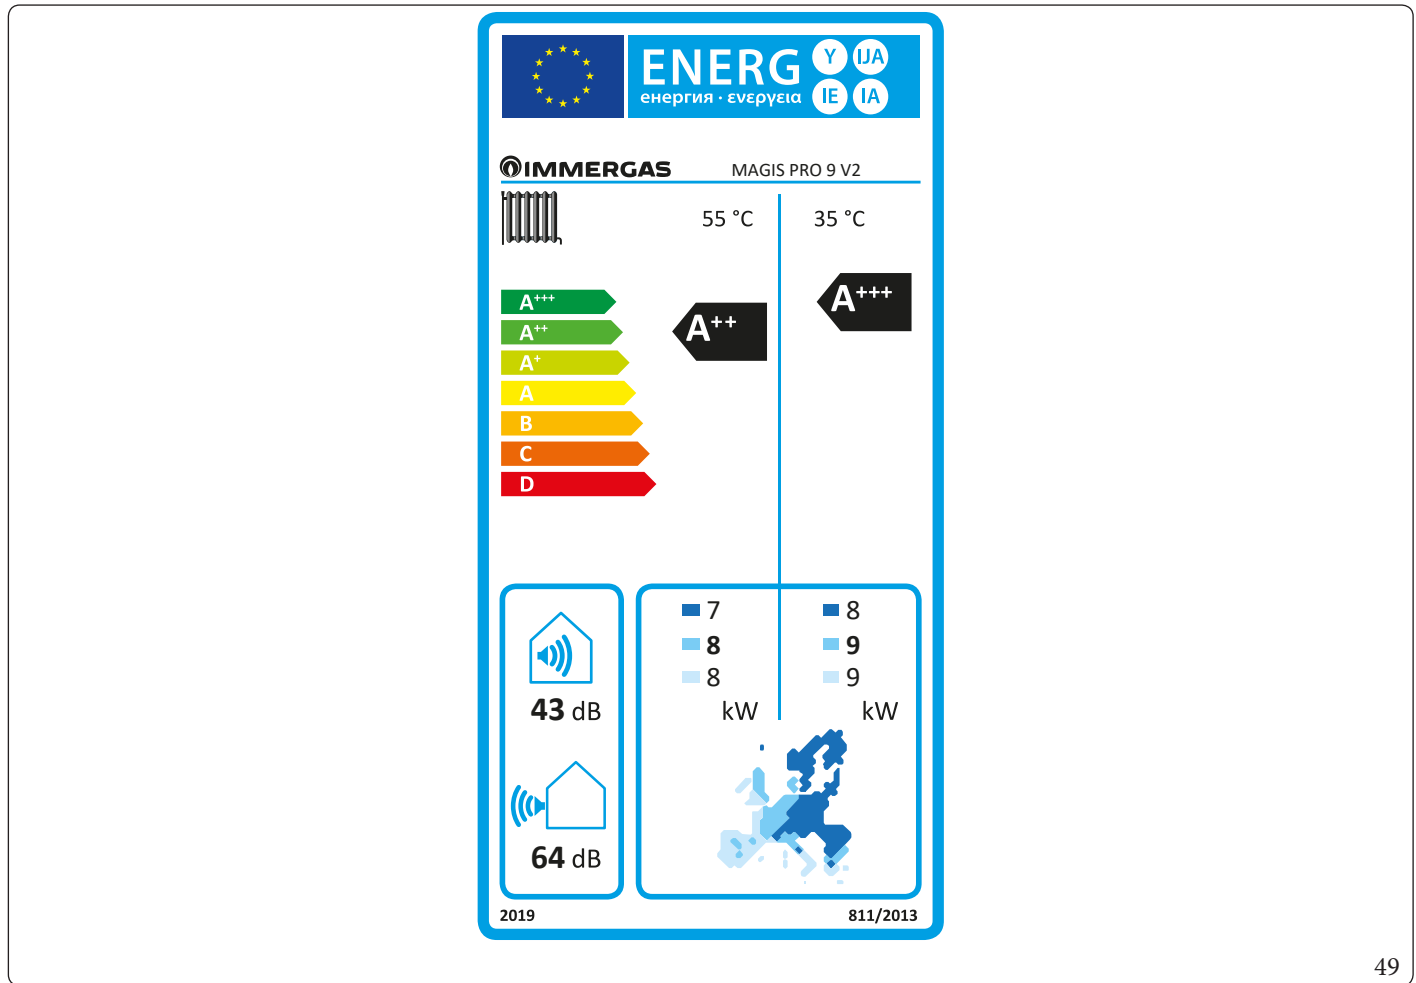 ENERG
енергия · ενεργεια
Y
IJA
IE
IA
IMMERGAS
MAGIS PRO 9 V2
55 °C
35 °C
A+++
A++
A+
A
B
C
D
A++
A+++
43 dB
64 dB
7
8
8
kW
8
9
9
kW
2019
811/2013
49